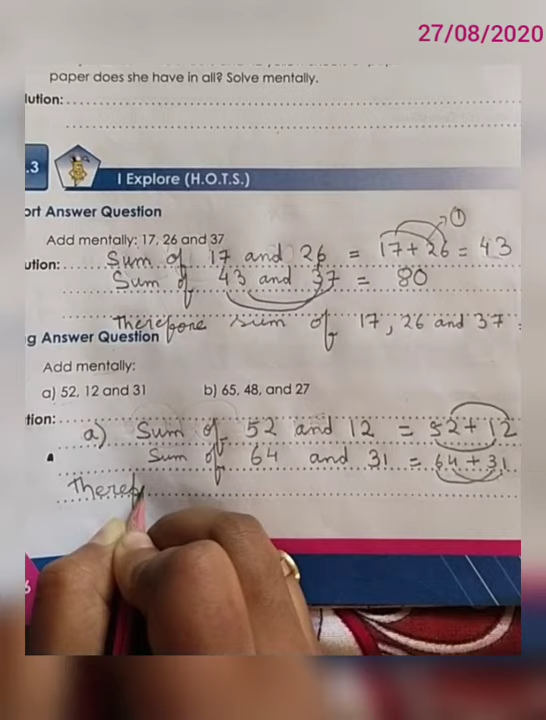 27/08/2020
paper does she have in all? Solve mentally.
lution:
.3
I Explore (H.O.T.S.)
ort Answer Question
Add mentally: 17, 26 and 37
ution: Sum of 17 and 26 = 17+26 = 43
1
Sum of 43 and 37 = 80
Therefore sum of 17, 26 and 37 =
g Answer Question
Add mentally:
a) 52, 12 and 31 b) 65, 48, and 27
tion:
a) Sum of 52 and 12 = 52+12
Sum of 64 and 31 = 64+31
Theref
6